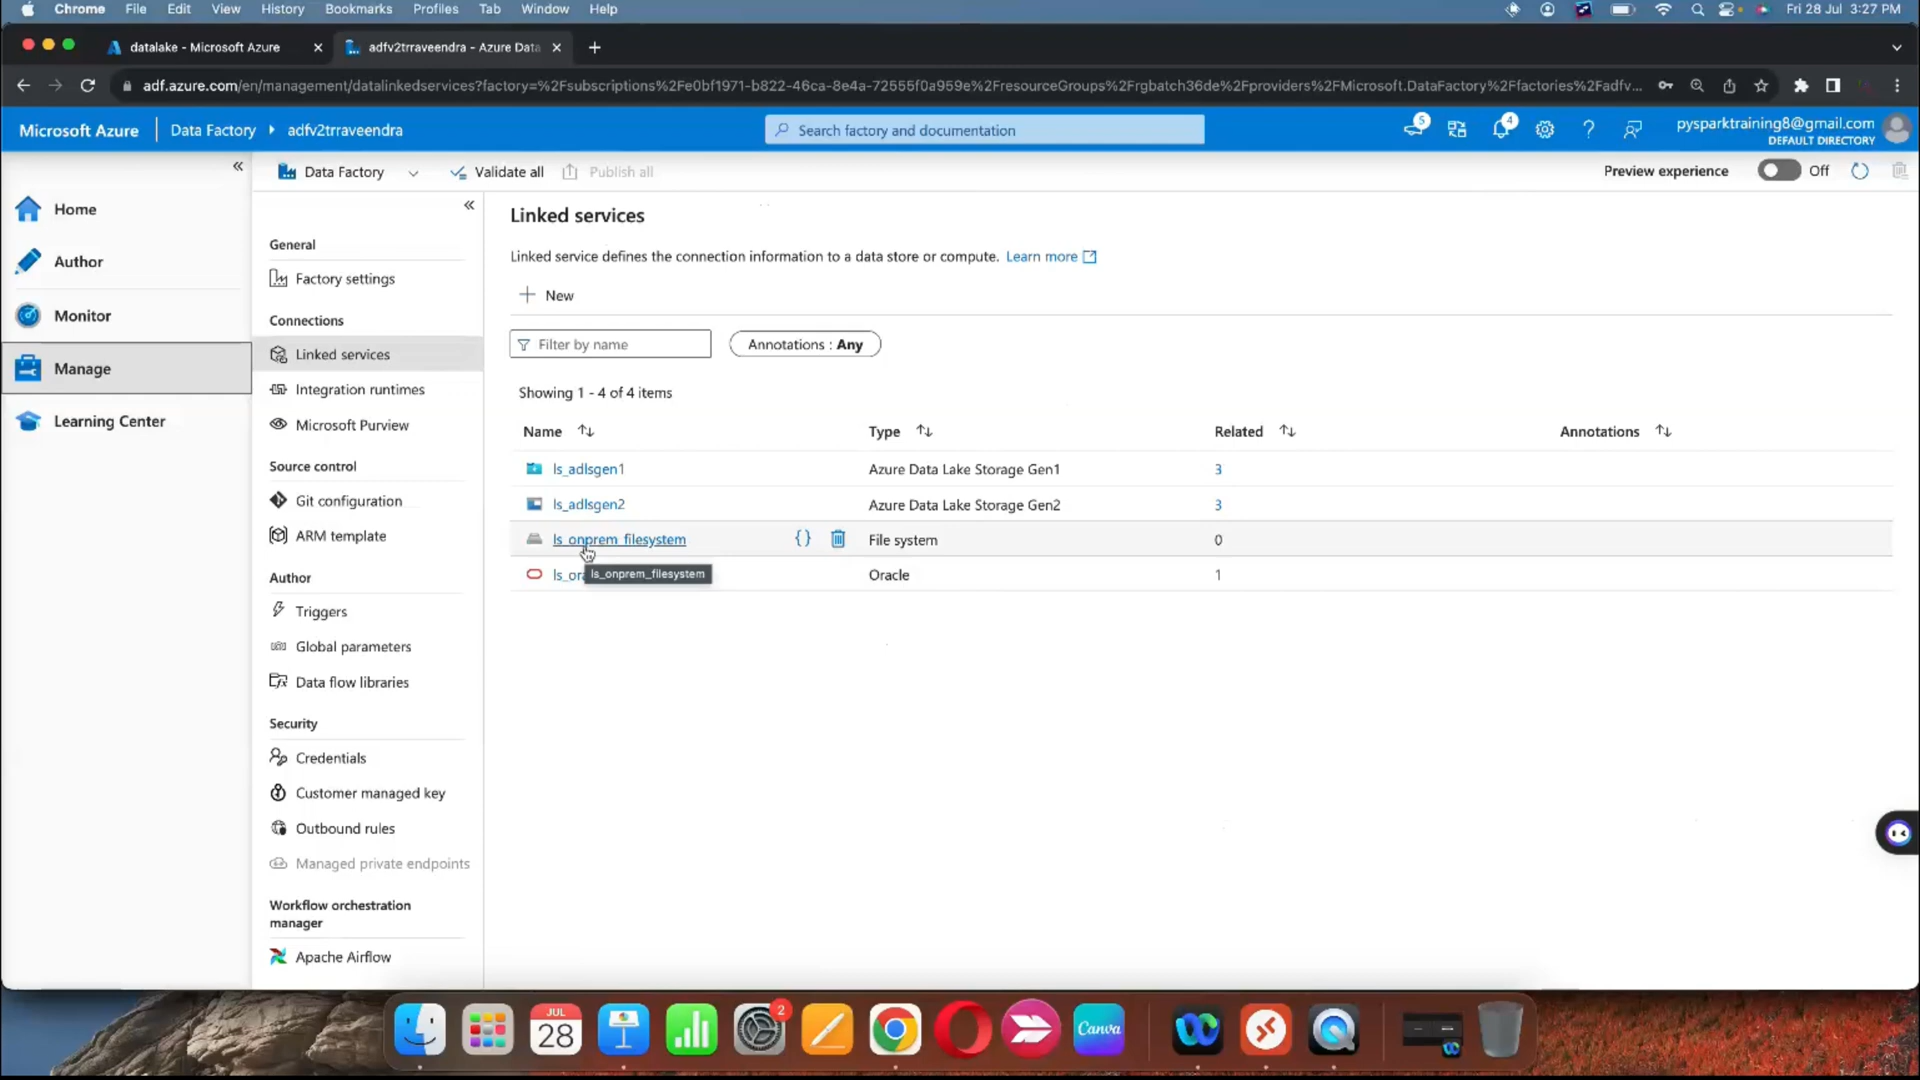 Chrome File Edit View History Bookmarks Profiles Tab Window Help Fri 28 Jul 3:27 PM
datalake - Microsoft Azure adfv2trraveendra - Azure Data
adf.azure.com/en/management/datalinkedservices?factory=%2Fsubscriptions%2Fe0bf1971-b822-46ca-8e4a-72555f0a959e%2FresourceGroups%2Frgbatch36de%2Fproviders%2FMicrosoft.DataFactory%2Ffactories%2Fadfv...
Microsoft Azure Data Factory adfv2trraveendra Search factory and documentation 5 4 pysparktraining8@gmail.com
DEFAULT DIRECTORY
Data Factory Validate all Publish all Preview experience Off
Home
Author
Monitor
Manage
Learning Center
General
Factory settings
Connections
Linked services
Integration runtimes
Microsoft Purview
Source control
Git configuration
ARM template
Author
Triggers
Global parameters
Data flow libraries
Security
Credentials
Customer managed key
Outbound rules
Managed private endpoints
Workflow orchestration
manager
Apache Airflow
Linked services
Linked service defines the connection information to a data store or compute. Learn more
New
Filter by name Annotations : Any
Showing 1 - 4 of 4 items
Name Type Related Annotations
ls_adlsgen1 Azure Data Lake Storage Gen1 3
ls_adlsgen2 Azure Data Lake Storage Gen2 3
ls_onprem_filesystem {} File system 0
ls_onprem_filesystem
Oracle 1
JUL
28
2
Canva